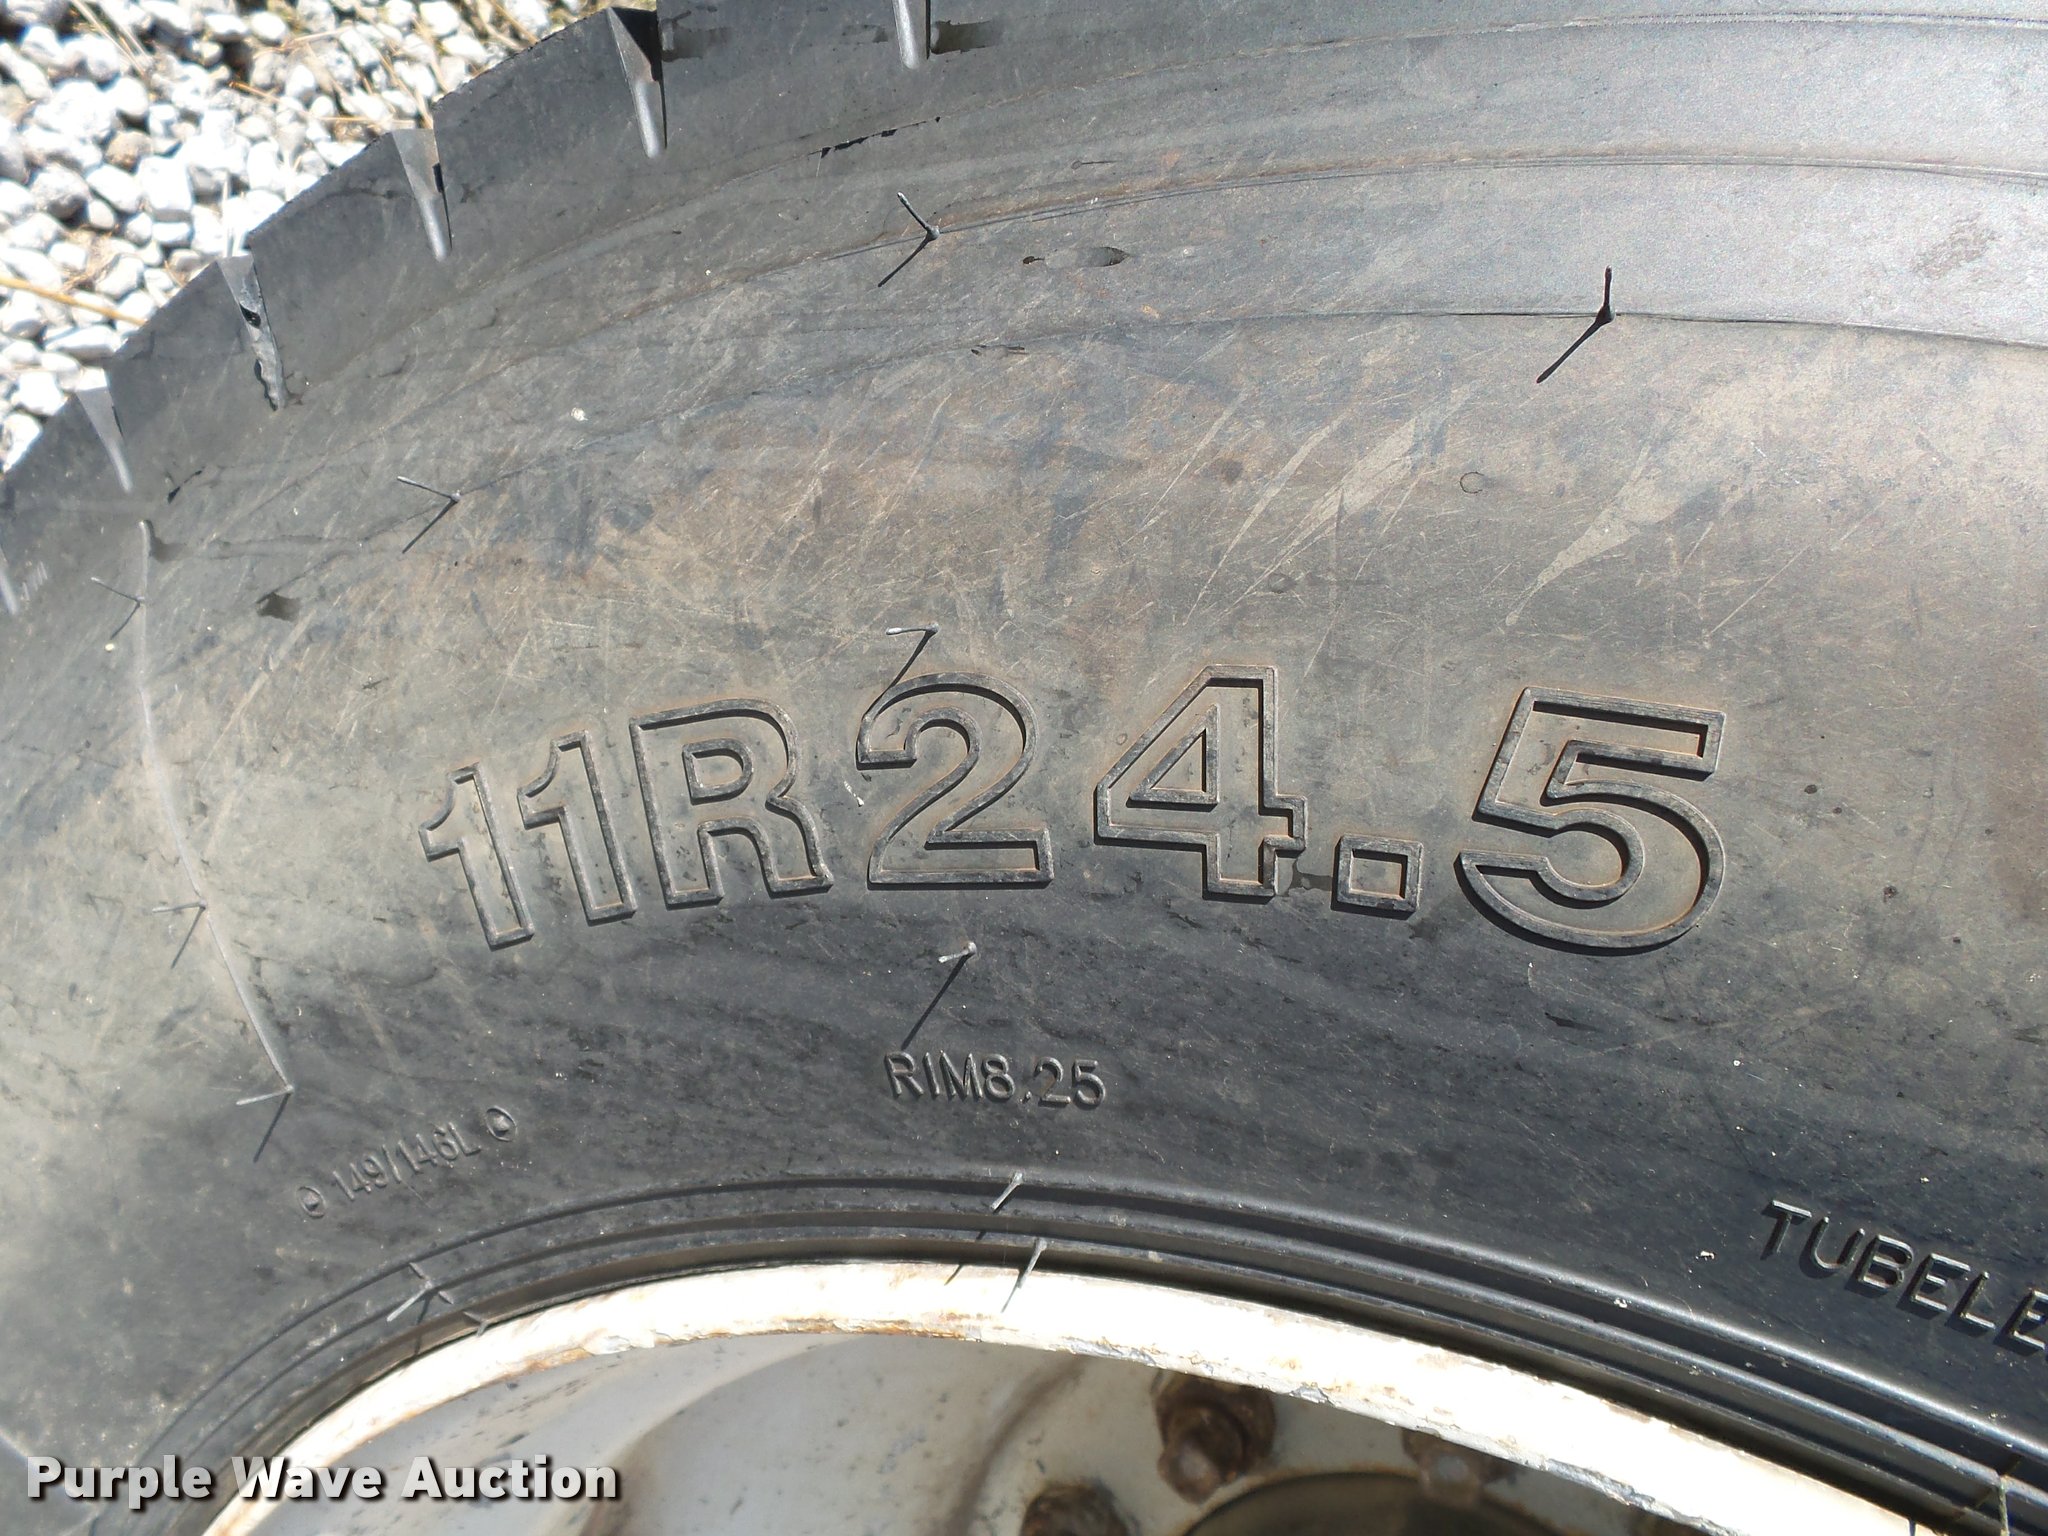 11R24.5
RIM8.25
149/146L
TUBELE
Purple Wave Auction